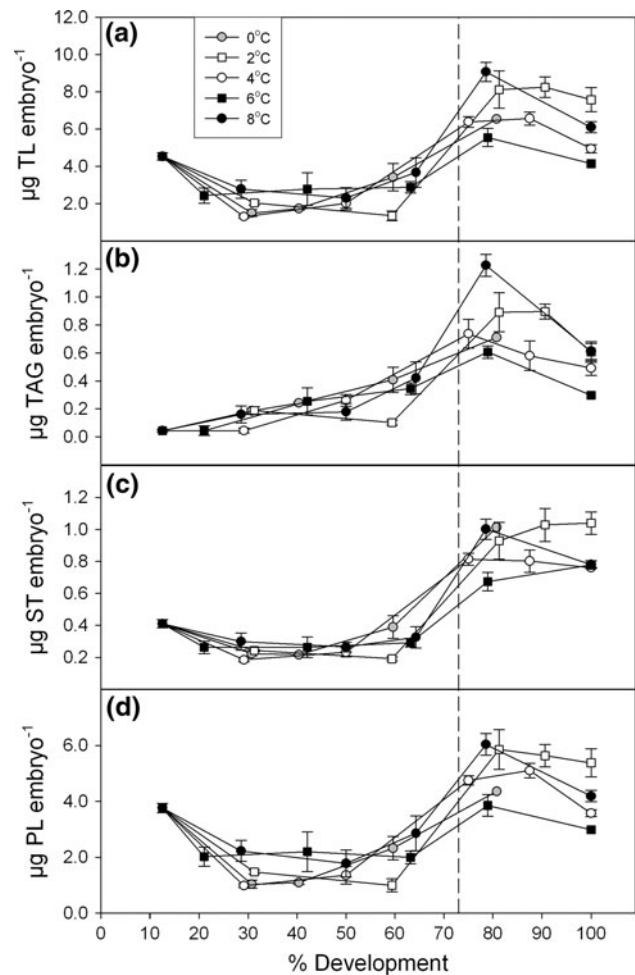 (a)
0°C
2°C
4°C
6°C
8°C
12.0
10.0
8.0
6.0
4.0
2.0
µg TL embryo⁻¹
(b)
1.2
1.0
0.8
0.6
0.4
0.2
0.0
µg TAG embryo⁻¹
(c)
1.2
1.0
0.8
0.6
0.4
0.2
µg ST embryo⁻¹
(d)
6.0
4.0
2.0
0.0
µg PL embryo⁻¹
0 10 20 30 40 50 60 70 80 90 100
% Development